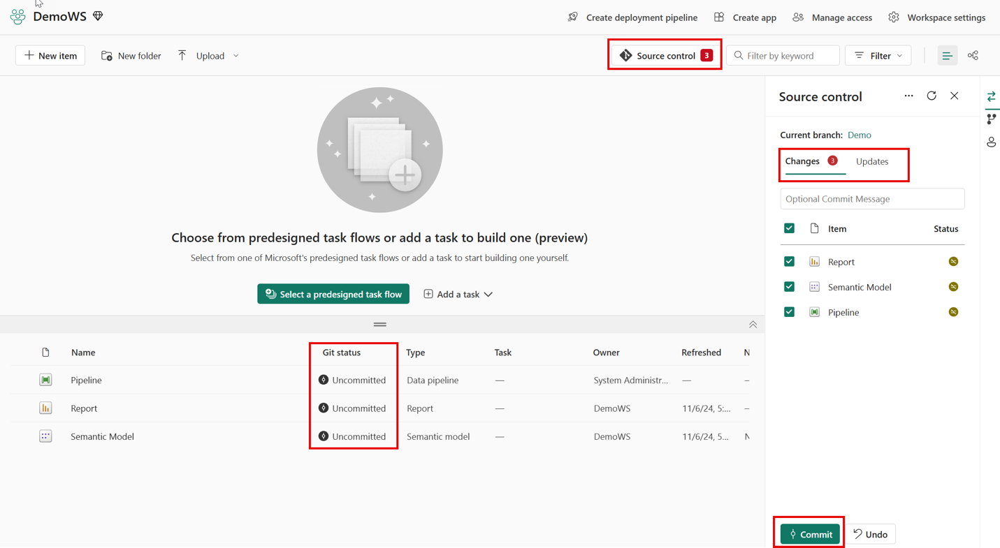 DemoWS
Create deployment pipeline Create app Manage access Workspace settings
New item New folder Upload Source control 3 Filter by keyword Filter
Source control
Current branch: Demo
Changes 3 Updates
Optional Commit Message
Item Status
Report
Semantic Model
Pipeline
Commit Undo
Choose from predesigned task flows or add a task to build one (preview)
Select from one of Microsoft's predesigned task flows or add a task to start building one yourself.
Select a predesigned task flow Add a task
Name Git status Type Task Owner Refreshed N
Pipeline Uncommitted Data pipeline — System Administr... — –
Report Uncommitted Report — DemoWS 11/6/24, 5:... –
Semantic Model Uncommitted Semantic model — DemoWS 11/6/24, 5... N